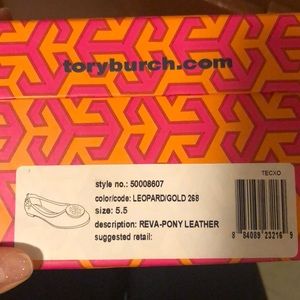 toryburch.com
TECXO
style no.: 50008607
color/code: LEOPARD/GOLD 268
size: 5.5
description: REVA-PONY LEATHER
suggested retail:
8 84089 23216 9